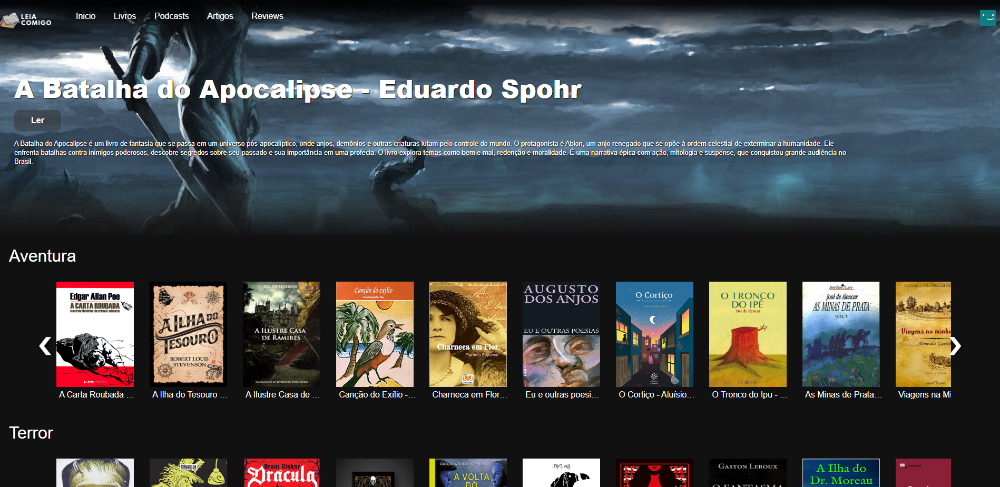 LEIA
COMIGO
Inicio
Livros
Podcasts
Artigos
Reviews
A Batalha do Apocalipse - Eduardo Spohr
Ler
A Batalha do Apocalipse é um livro de fantasia que se passa em um universo pós-apocalíptico, onde anjos, demônios e outras criaturas lutam pelo controle do mundo. O protagonista é Ablon, um anjo renegado que se opõe à ordem celestial de exterminar a humanidade. Ele
enfrenta batalhas contra inimigos poderosos, descobre segredos sobre seu passado e sua importância em uma profecia. O livro explora temas como bem e mal, redenção e moralidade. É uma narrativa épica com ação, mitologia e suspense, que conquistou grande audiência no
Brasil.
Aventura
Edgar Allan Poe
A CARTA ROUBADA
e outras histórias de crime & mistério
L&PM POCKET
A Carta Roubada ...
A ILHA DO
TESOURO
ROBERT LOUIS
STEVENSON
A Ilha do Tesouro ...
EÇA DE QUEIRÓS
A ILUSTRE CASA
DE RAMIRES
UM CLÁSSICO DA LITERATURA PORTUGUESA
A Ilustre Casa de ...
Canção do exílio
Antônio Gonçalves Dias
Canção do Exílio -...
Charneca em Flor
Florbela Espanca
Charneca em Flor...
AUGUSTO
DOS ANJOS
EU E OUTRAS POESIAS
Eu e outras poesi...
O Cortiço
Aluísio Azevedo
O Cortiço - Aluísio...
O TRONCO
DO IPÊ
José de Alencar
O Tronco do Ipu - ...
Série Bom Livro
José de Alencar
AS MINAS DE PRATA
VOL.1
As Minas de Prata...
Viagens na minha
Almeida Garret
Viagens na Mi
Terror
Clássicos
Bram Stoker
Drácula
A VOLTA
DO
GASTON LEROUX
O FANTASMA
A Ilha do
Dr. Moreau